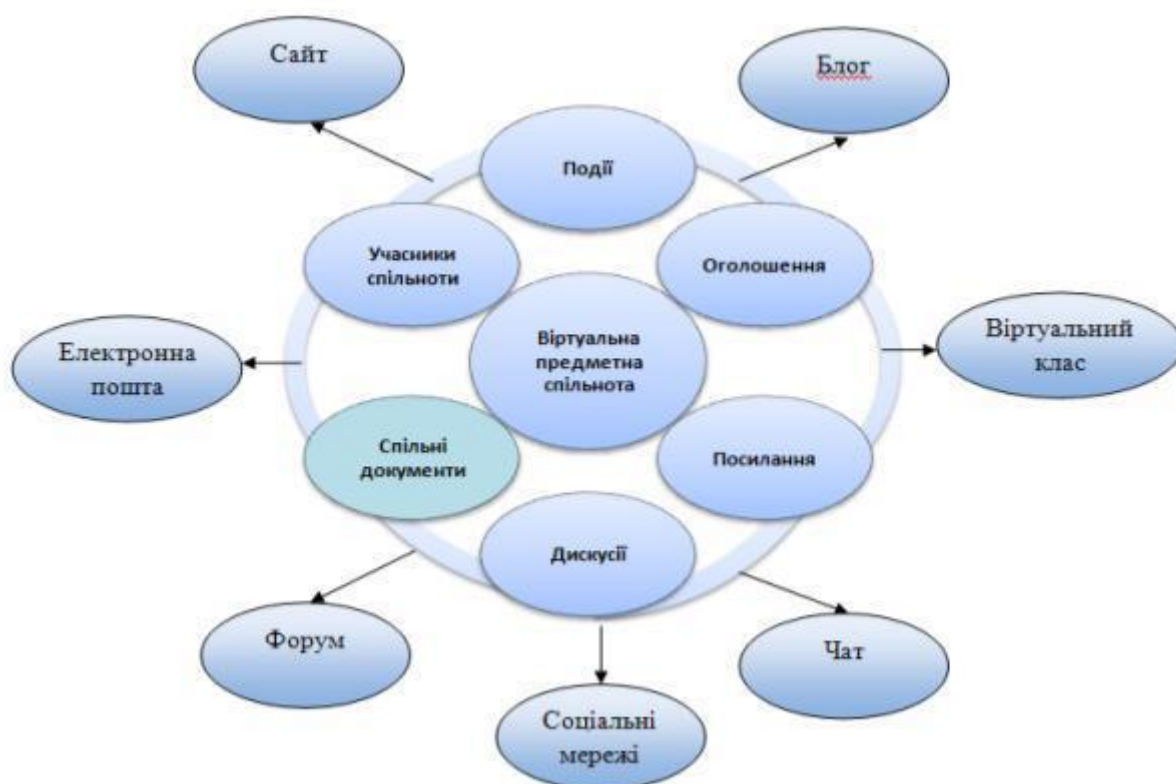 Сайт
Блог
Події
Учасники
спільноти
Оголошення
Електронна
пошта
Віртуальна
предметна
спільнота
Віртуальний
клас
Спільні
документи
Посилання
Дискусії
Форум
Чат
Соціальні
мережі